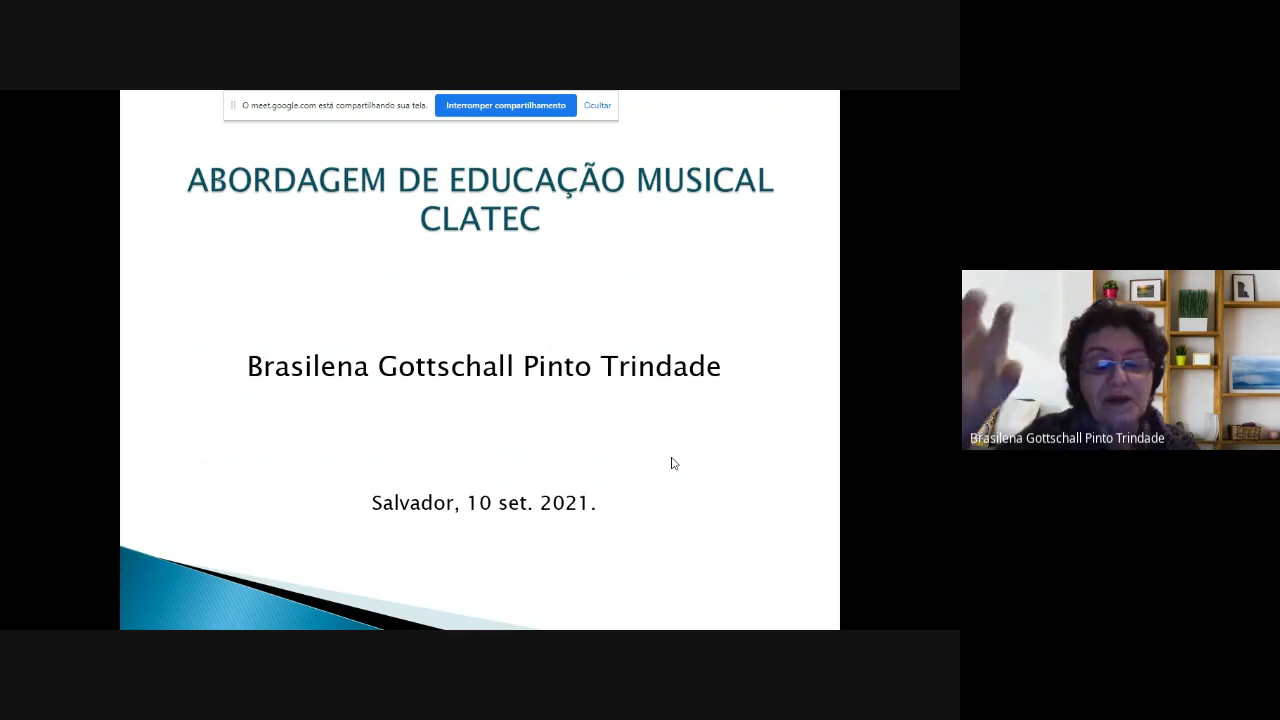 O meet.google.com está compartilhando sua tela.
Interromper compartilhamento
Ocultar
ABORDAGEM DE EDUCAÇÃO MUSICAL
CLATEC
Brasilena Gottschall Pinto Trindade
Brasilena Gottschall Pinto Trindade
Salvador, 10 set. 2021.